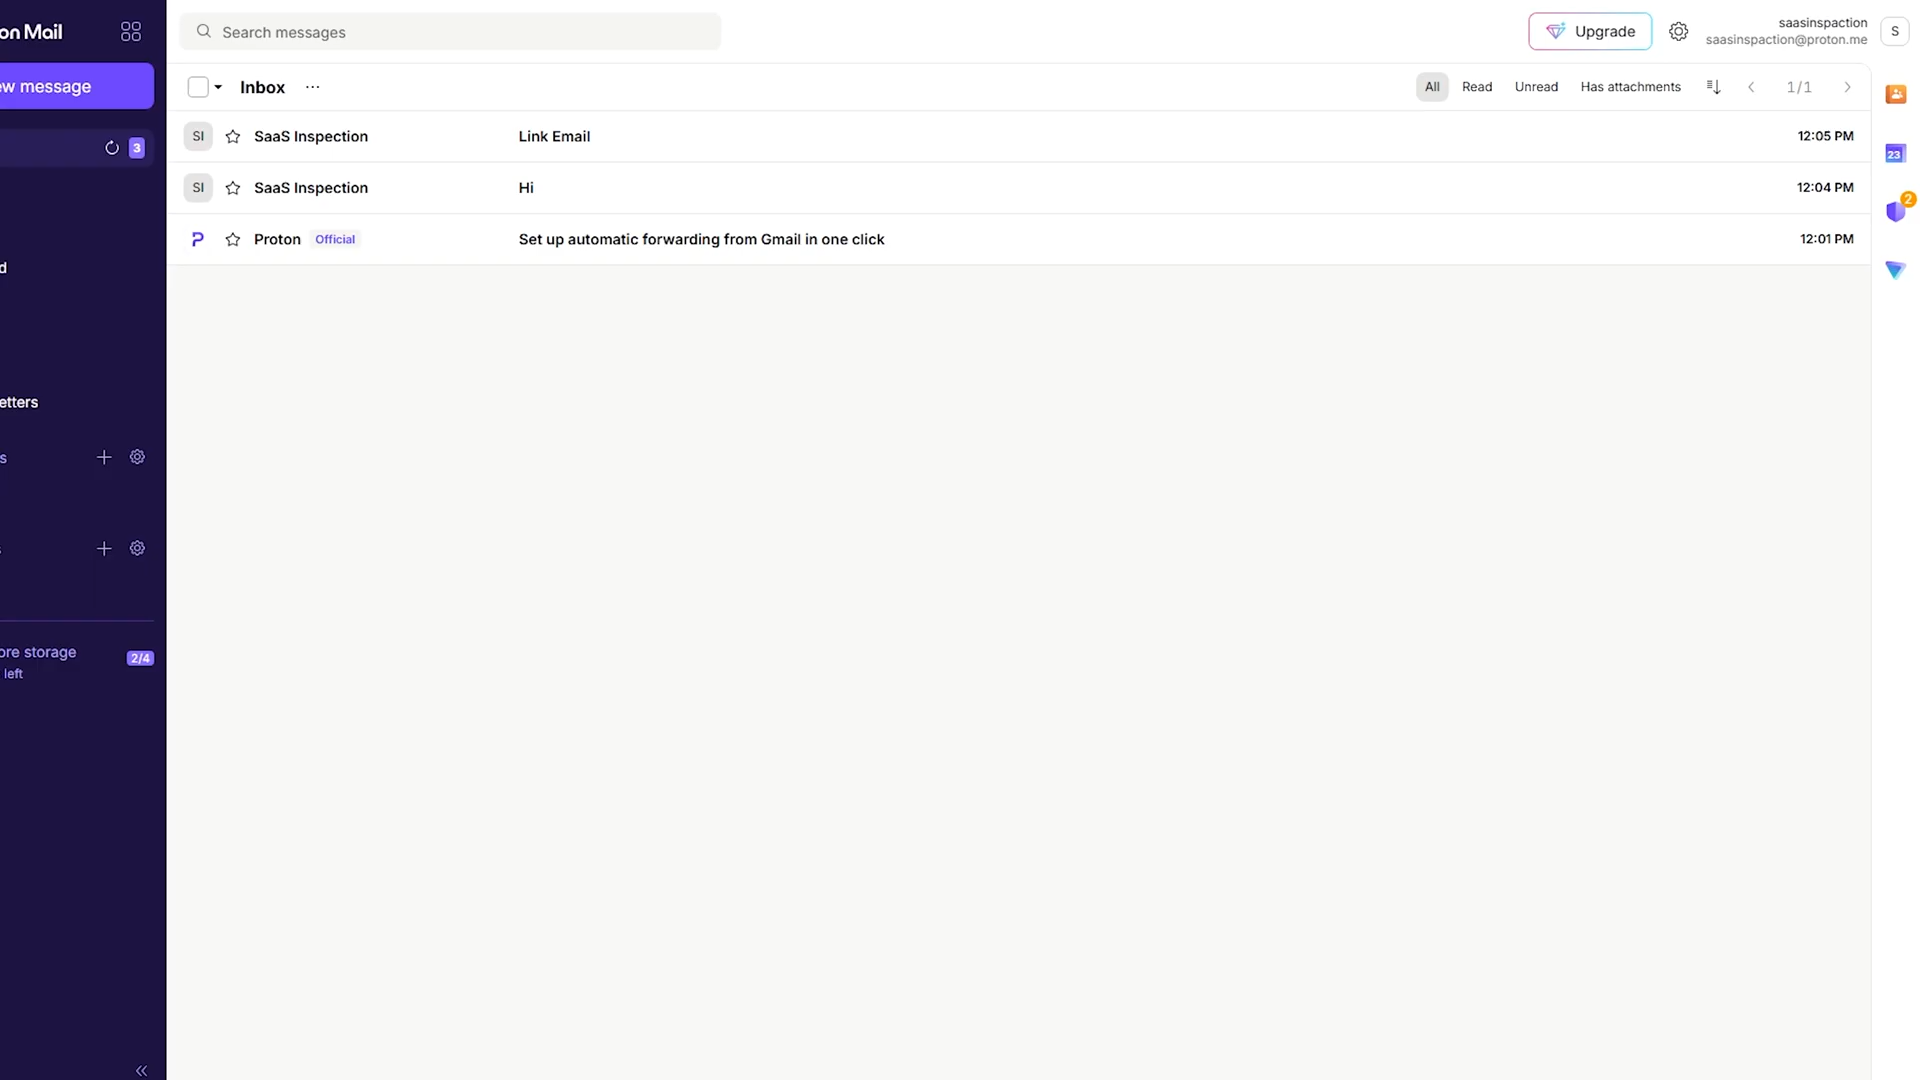 on Mail
Search messages
Upgrade
saasinspaction
saasinspaction@proton.me
S
ew message
Inbox
All
Read
Unread
Has attachments
1/1
3
SI
SaaS Inspection
Link Email
12:05 PM
SI
SaaS Inspection
Hi
12:04 PM
Proton
Official
Set up automatic forwarding from Gmail in one click
12:01 PM
23
2
d
etters
s
s
ore storage
left
2/4